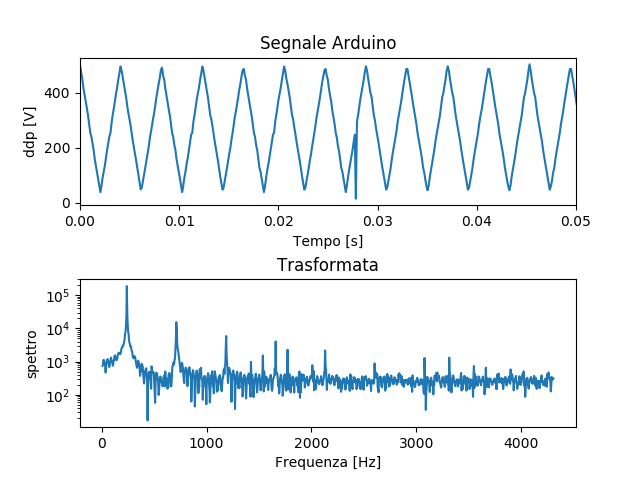 Segnale Arduino
400
200
0
ddp [V]
0.00 0.01 0.02 0.03 0.04 0.05
Tempo [s]
Trasformata
10^5
10^4
10^3
10^2
spettro
0 1000 2000 3000 4000
Frequenza [Hz]